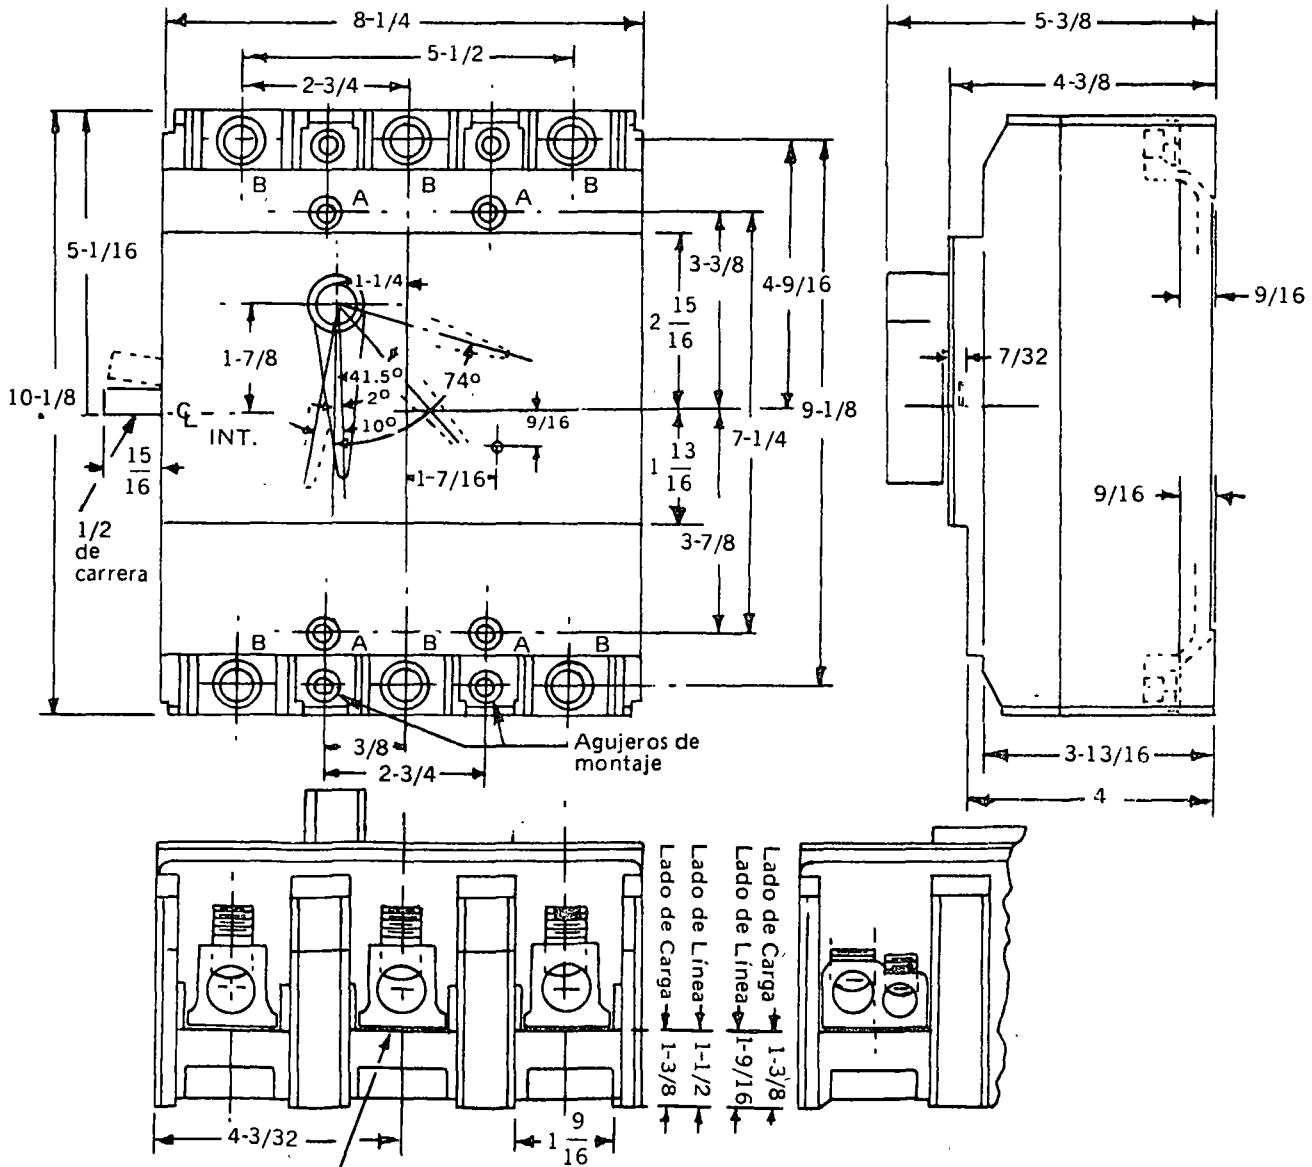 8-1/4
5-1/2
2-3/4
5-3/8
4-3/8
B
A
B
A
B
5-1/16
3-3/8
4-9/16
1-1/4
2 15/16
9/16
1-7/8
41.5°
74°
7/32
10-1/8
2°
9-1/8
℄
INT.
10°
9/16
7-1/4
15/16
1-7/16
1 13/16
9/16
1/2
de
carrera
3-7/8
B
A
B
A
B
3/8
2-3/4
Agujeros de
montaje
3-13/16
4
Lado de Carga
Lado de Línea
Lado de Línea
Lado de Carga
1-3/8
1-1/2
1-9/16
1-3/8
4-3/32
1 9/16